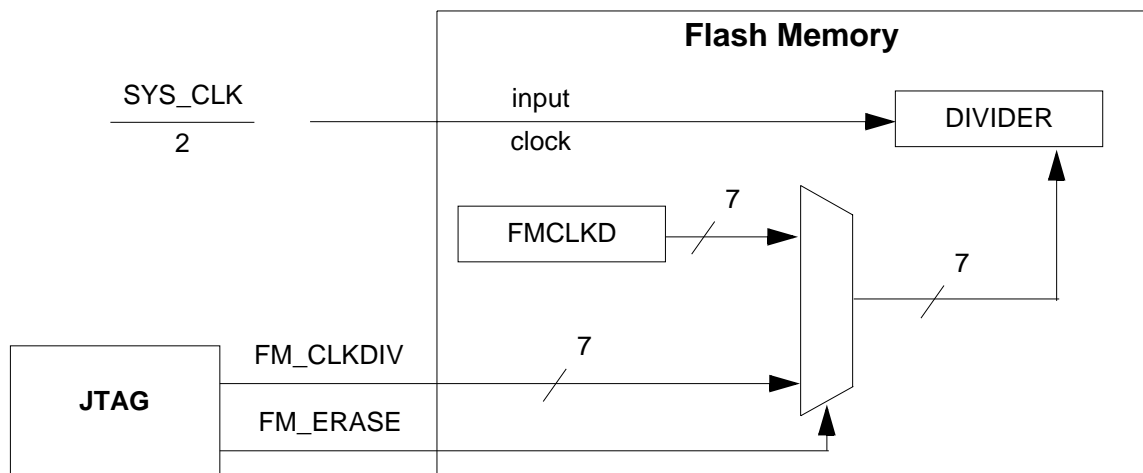 Flash Memory
SYS_CLK
2
input
clock
DIVIDER
FMCLKD
7
7
FM_CLKDIV
7
JTAG
FM_ERASE